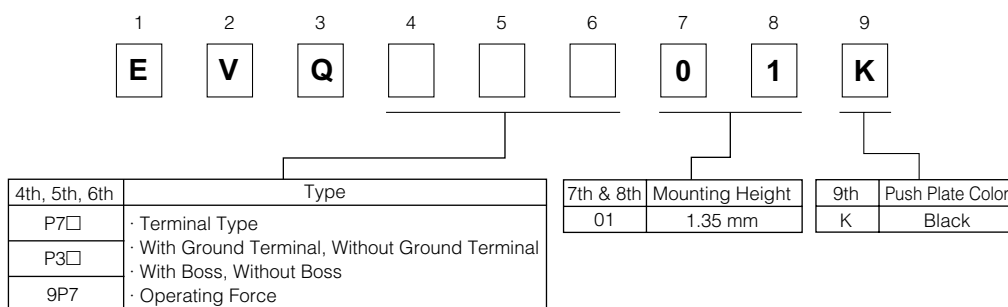 1 2 3 4 5 6 7 8 9
E V Q 0 1 K
4th, 5th, 6th Type
P7□
P3□
9P7
· Terminal Type
· With Ground Terminal, Without Ground Terminal
· With Boss, Without Boss
· Operating Force
7th & 8th Mounting Height
01 1.35 mm
9th Push Plate Color
K Black